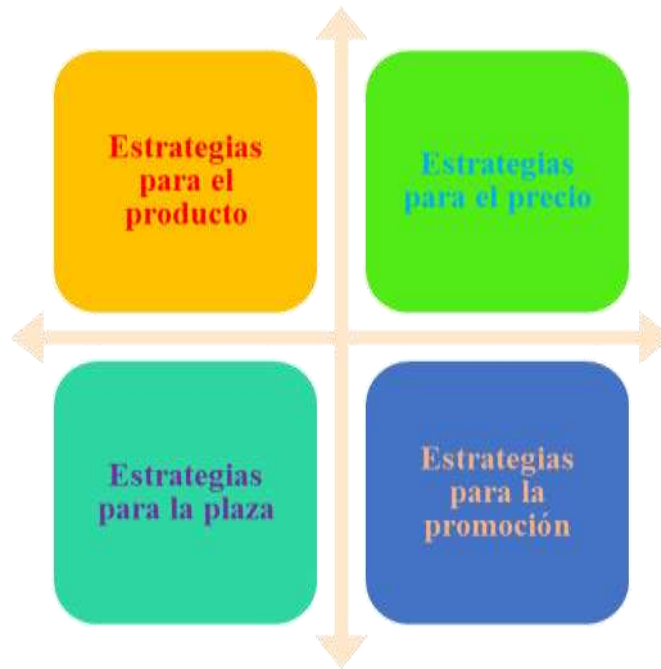 Estrategias
para el
producto
Estrategias
para el precio
Estrategias
para la plaza
Estrategias
para la
promoción